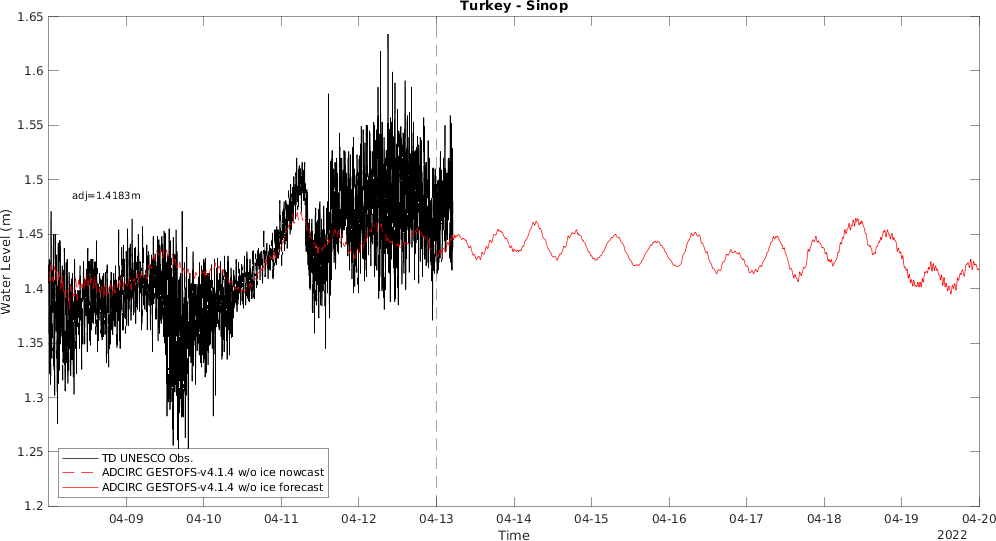 Turkey - Sinop
1.65
1.6
1.55
1.5
1.45
1.4
1.35
1.3
1.25
1.2
Water Level (m)
adj=1.4183m
TD UNESCO Obs.
ADCIRC GESTOFS-v4.1.4 w/o ice nowcast
ADCIRC GESTOFS-v4.1.4 w/o ice forecast
04-09 04-10 04-11 04-12 04-13 04-14 04-15 04-16 04-17 04-18 04-19 04-20
Time
2022